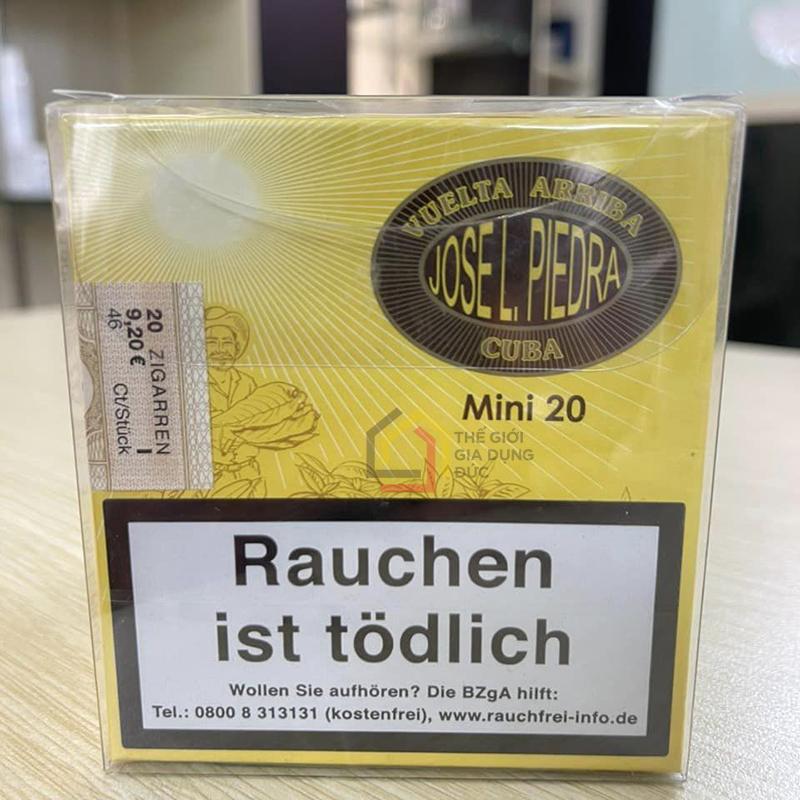 VUELTA ARRIBA
JOSE L. PIEDRA
CUBA
20 ZIGARREN
9,20 € I
46 Ct/Stück
Mini 20
THẾ GIỚI
GIA DỤNG
ĐỨC
Rauchen
ist tödlich
Wollen Sie aufhören? Die BZgA hilft:
Tel.: 0800 8 313131 (kostenfrei), www.rauchfrei-info.de